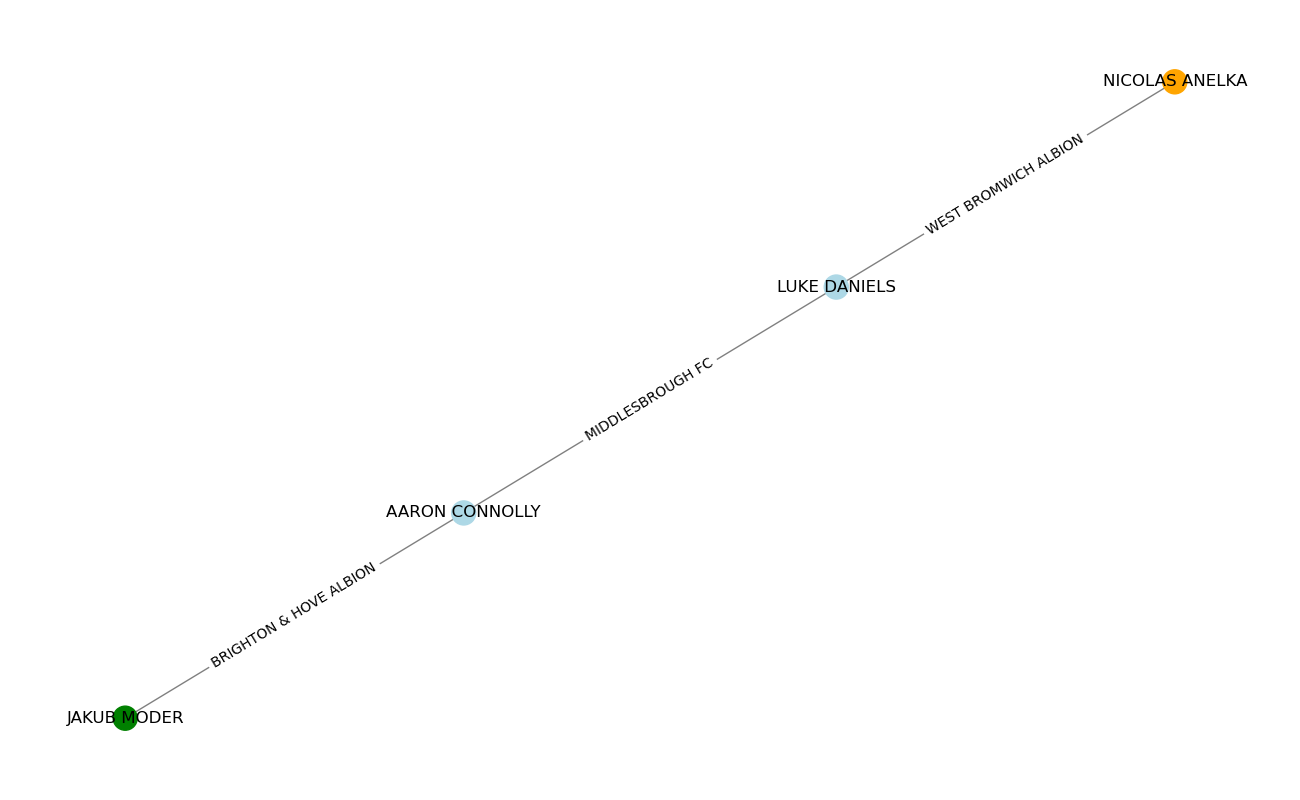 NICOLAS ANELKA
WEST BROMWICH ALBION
LUKE DANIELS
MIDDLESBROUGH FC
AARON CONNOLLY
BRIGHTON & HOVE ALBION
JAKUB MODER